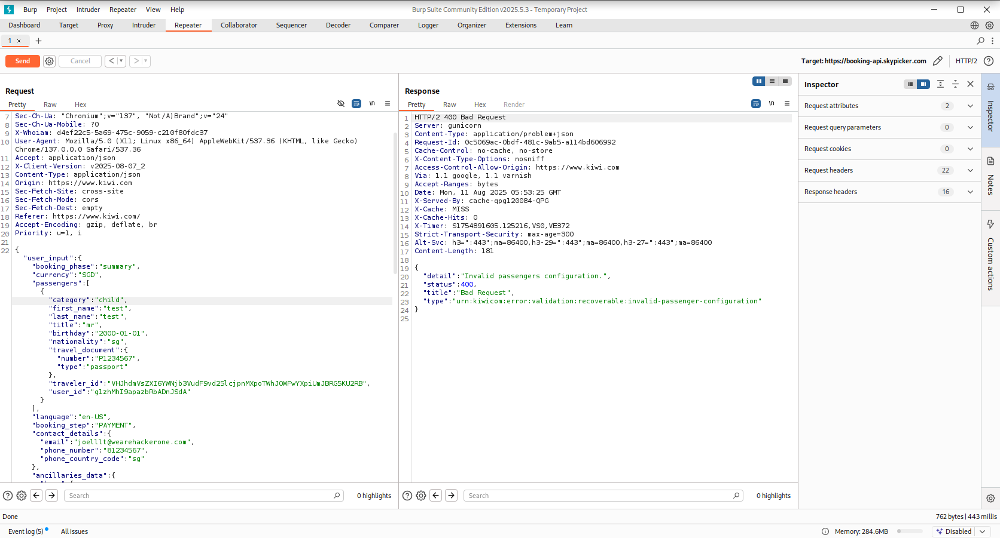 Burp Project Intruder Repeater View Help
Burp Suite Community Edition v2025.5.3 - Temporary Project
Dashboard Target Proxy Intruder Repeater Collaborator Sequencer Decoder Comparer Logger Organizer Extensions Learn
1 × +
Send Cancel < >
Target: https://booking-api.skypicker.com HTTP/2
Request
Pretty Raw Hex
\n
7 Sec-Ch-Ua: "Chromium";v="137", "Not/A)Brand";v="24"
8 Sec-Ch-Ua-Mobile: ?0
9 X-Whoiam: d4ef22c5-5a69-475c-9059-c210f80fdc37
10 User-Agent: Mozilla/5.0 (X11; Linux x86_64) AppleWebKit/537.36 (KHTML, like Gecko)
Chrome/137.0.0.0 Safari/537.36
11 Accept: application/json
12 X-Client-Version: v2025-08-07_2
13 Content-Type: application/json
14 Origin: https://www.kiwi.com
15 Sec-Fetch-Site: cross-site
16 Sec-Fetch-Mode: cors
17 Sec-Fetch-Dest: empty
18 Referer: https://www.kiwi.com/
19 Accept-Encoding: gzip, deflate, br
20 Priority: u=1, i
21
22 {
"user_input":{
"booking_phase":"summary",
"currency":"SGD",
"passengers":[
{
"category":"child",
"first_name":"test",
"last_name":"test",
"title":"mr",
"birthday":"2000-01-01",
"nationality":"sg",
"travel_document":{
"number":"P1234567",
"type":"passport"
},
"traveler_id":"VHJhdmVsZXI6YWNjb3VudF9vd25lcjpnMXpoTWhJOWFwYXpiUmJBRG5KU2RB",
"user_id":"g1zhMhI9apazbRbADnJSdA"
}
],
"language":"en-US",
"booking_step":"PAYMENT",
"contact_details":{
"email":"joelllt@wearehackerone.com",
"phone_number":"81234567",
"phone_country_code":"sg"
},
"ancillaries_data":{
Search 0 highlights
Response
Pretty Raw Hex Render
\n
1 HTTP/2 400 Bad Request
2 Server: gunicorn
3 Content-Type: application/problem+json
4 Request-Id: 0c5069ac-0bdf-481c-9ab5-a114bd606992
5 Cache-Control: no-cache, no-store
6 X-Content-Type-Options: nosniff
7 Access-Control-Allow-Origin: https://www.kiwi.com
8 Via: 1.1 google, 1.1 varnish
9 Accept-Ranges: bytes
10 Date: Mon, 11 Aug 2025 05:53:25 GMT
11 X-Served-By: cache-qpg120084-QPG
12 X-Cache: MISS
13 X-Cache-Hits: 0
14 X-Timer: S1754891605.125216,VS0,VE372
15 Strict-Transport-Security: max-age=300
16 Alt-Svc: h3=":443";ma=86400,h3-29=":443";ma=86400,h3-27=":443";ma=86400
17 Content-Length: 181
18
19 {
20 "detail":"Invalid passengers configuration.",
21 "status":400,
22 "title":"Bad Request",
23 "type":"urn:kiwicom:error:validation:recoverable:invalid-passenger-configuration"
24 }
25
Search 0 highlights
Inspector
Request attributes 2
Request query parameters 0
Request cookies 0
Request headers 22
Response headers 16
Inspector
Notes
Custom actions
Done
762 bytes | 443 millis
Event log (5) All issues
Memory: 284.6MB
Disabled